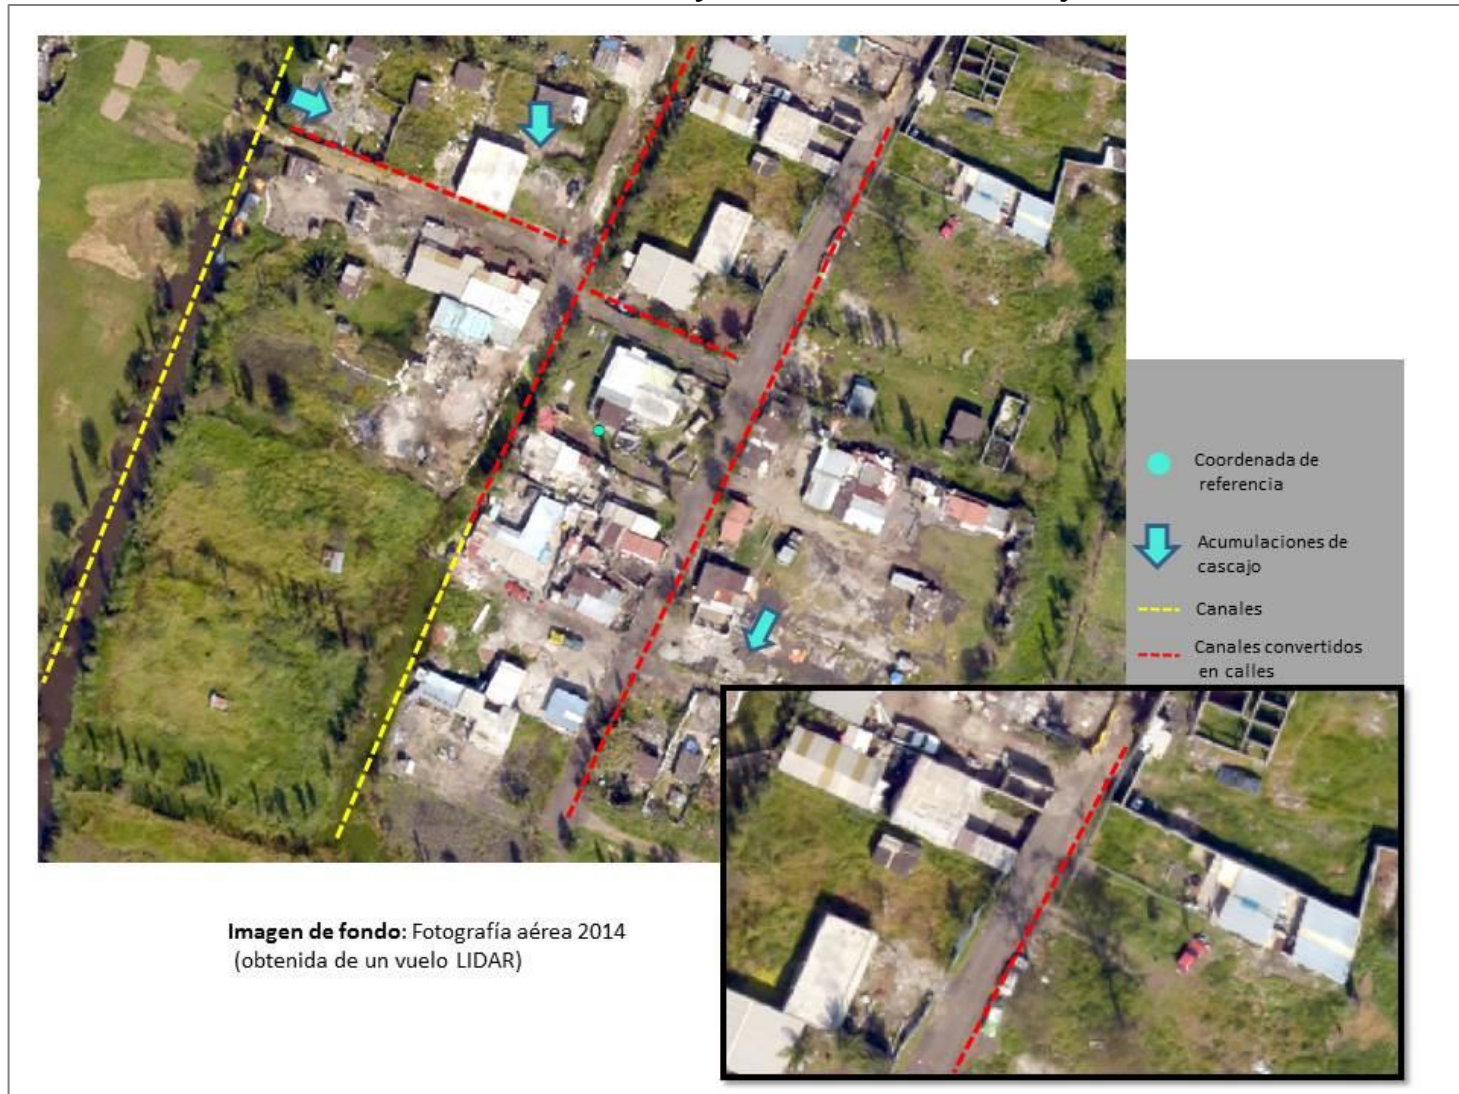 Coordenada de
referencia
Acumulaciones de
cascajo
Canales
Canales convertidos
en calles
Imagen de fondo: Fotografía aérea 2014
(obtenida de un vuelo LIDAR)